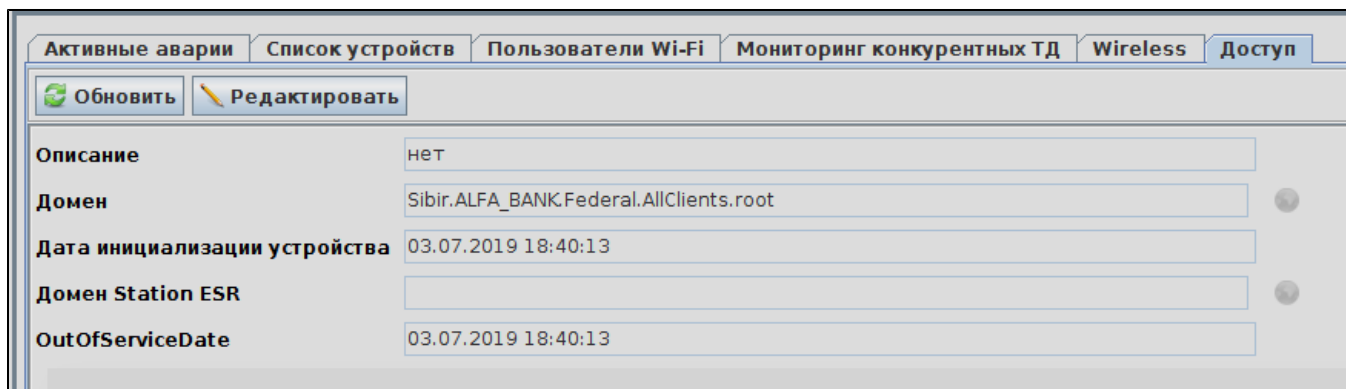 Активные аварии Список устройств Пользователи Wi-Fi Мониторинг конкурентных ТД Wireless Доступ
Обновить Редактировать
Описание нет
Домен Sibir.ALFA_BANK.Federal.AllClients.root
Дата инициализации устройства 03.07.2019 18:40:13
Домен Station ESR
OutOfServiceDate 03.07.2019 18:40:13